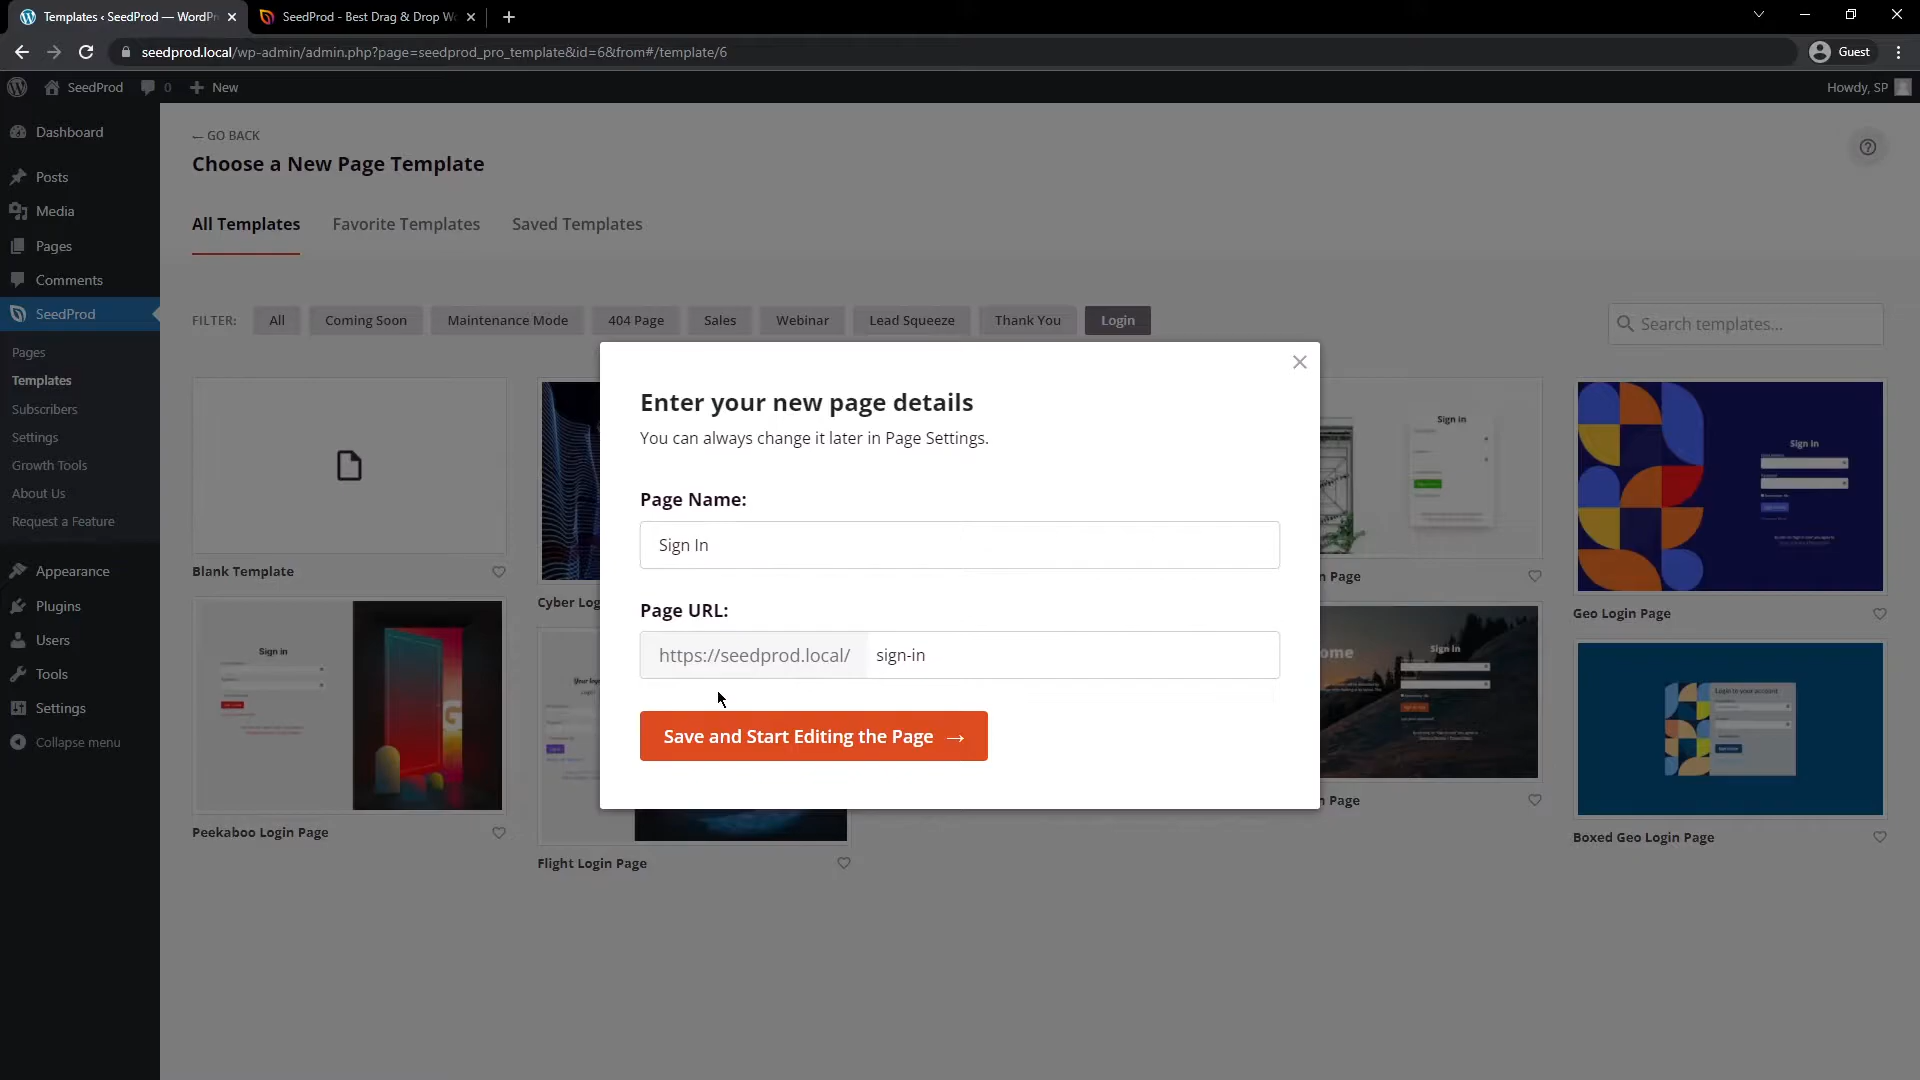 Templates ‹ SeedProd — WordPr
SeedProd - Best Drag & Drop Wo
seedprod.local/wp-admin/admin.php?page=seedprod_pro_template&id=6&from#/template/6
Guest
SeedProd
0
New
Howdy, SP
Dashboard
Posts
Media
Pages
Comments
SeedProd
Pages
Templates
Subscribers
Settings
Growth Tools
About Us
Request a Feature
Appearance
Plugins
Users
Tools
Settings
Collapse menu
← GO BACK
Choose a New Page Template
All Templates
Favorite Templates
Saved Templates
FILTER:
All
Coming Soon
Maintenance Mode
404 Page
Sales
Webinar
Lead Squeeze
Thank You
Login
Search templates...
Enter your new page details
You can always change it later in Page Settings.
Page Name:
Sign In
Page URL:
https://seedprod.local/
sign-in
Save and Start Editing the Page →
Blank Template
Cyber Log
Sign in
n Page
Sign In
Geo Login Page
Sign in
Peekaboo Login Page
Flight Login Page
ome
Sign In
n Page
Login to your account
Boxed Geo Login Page